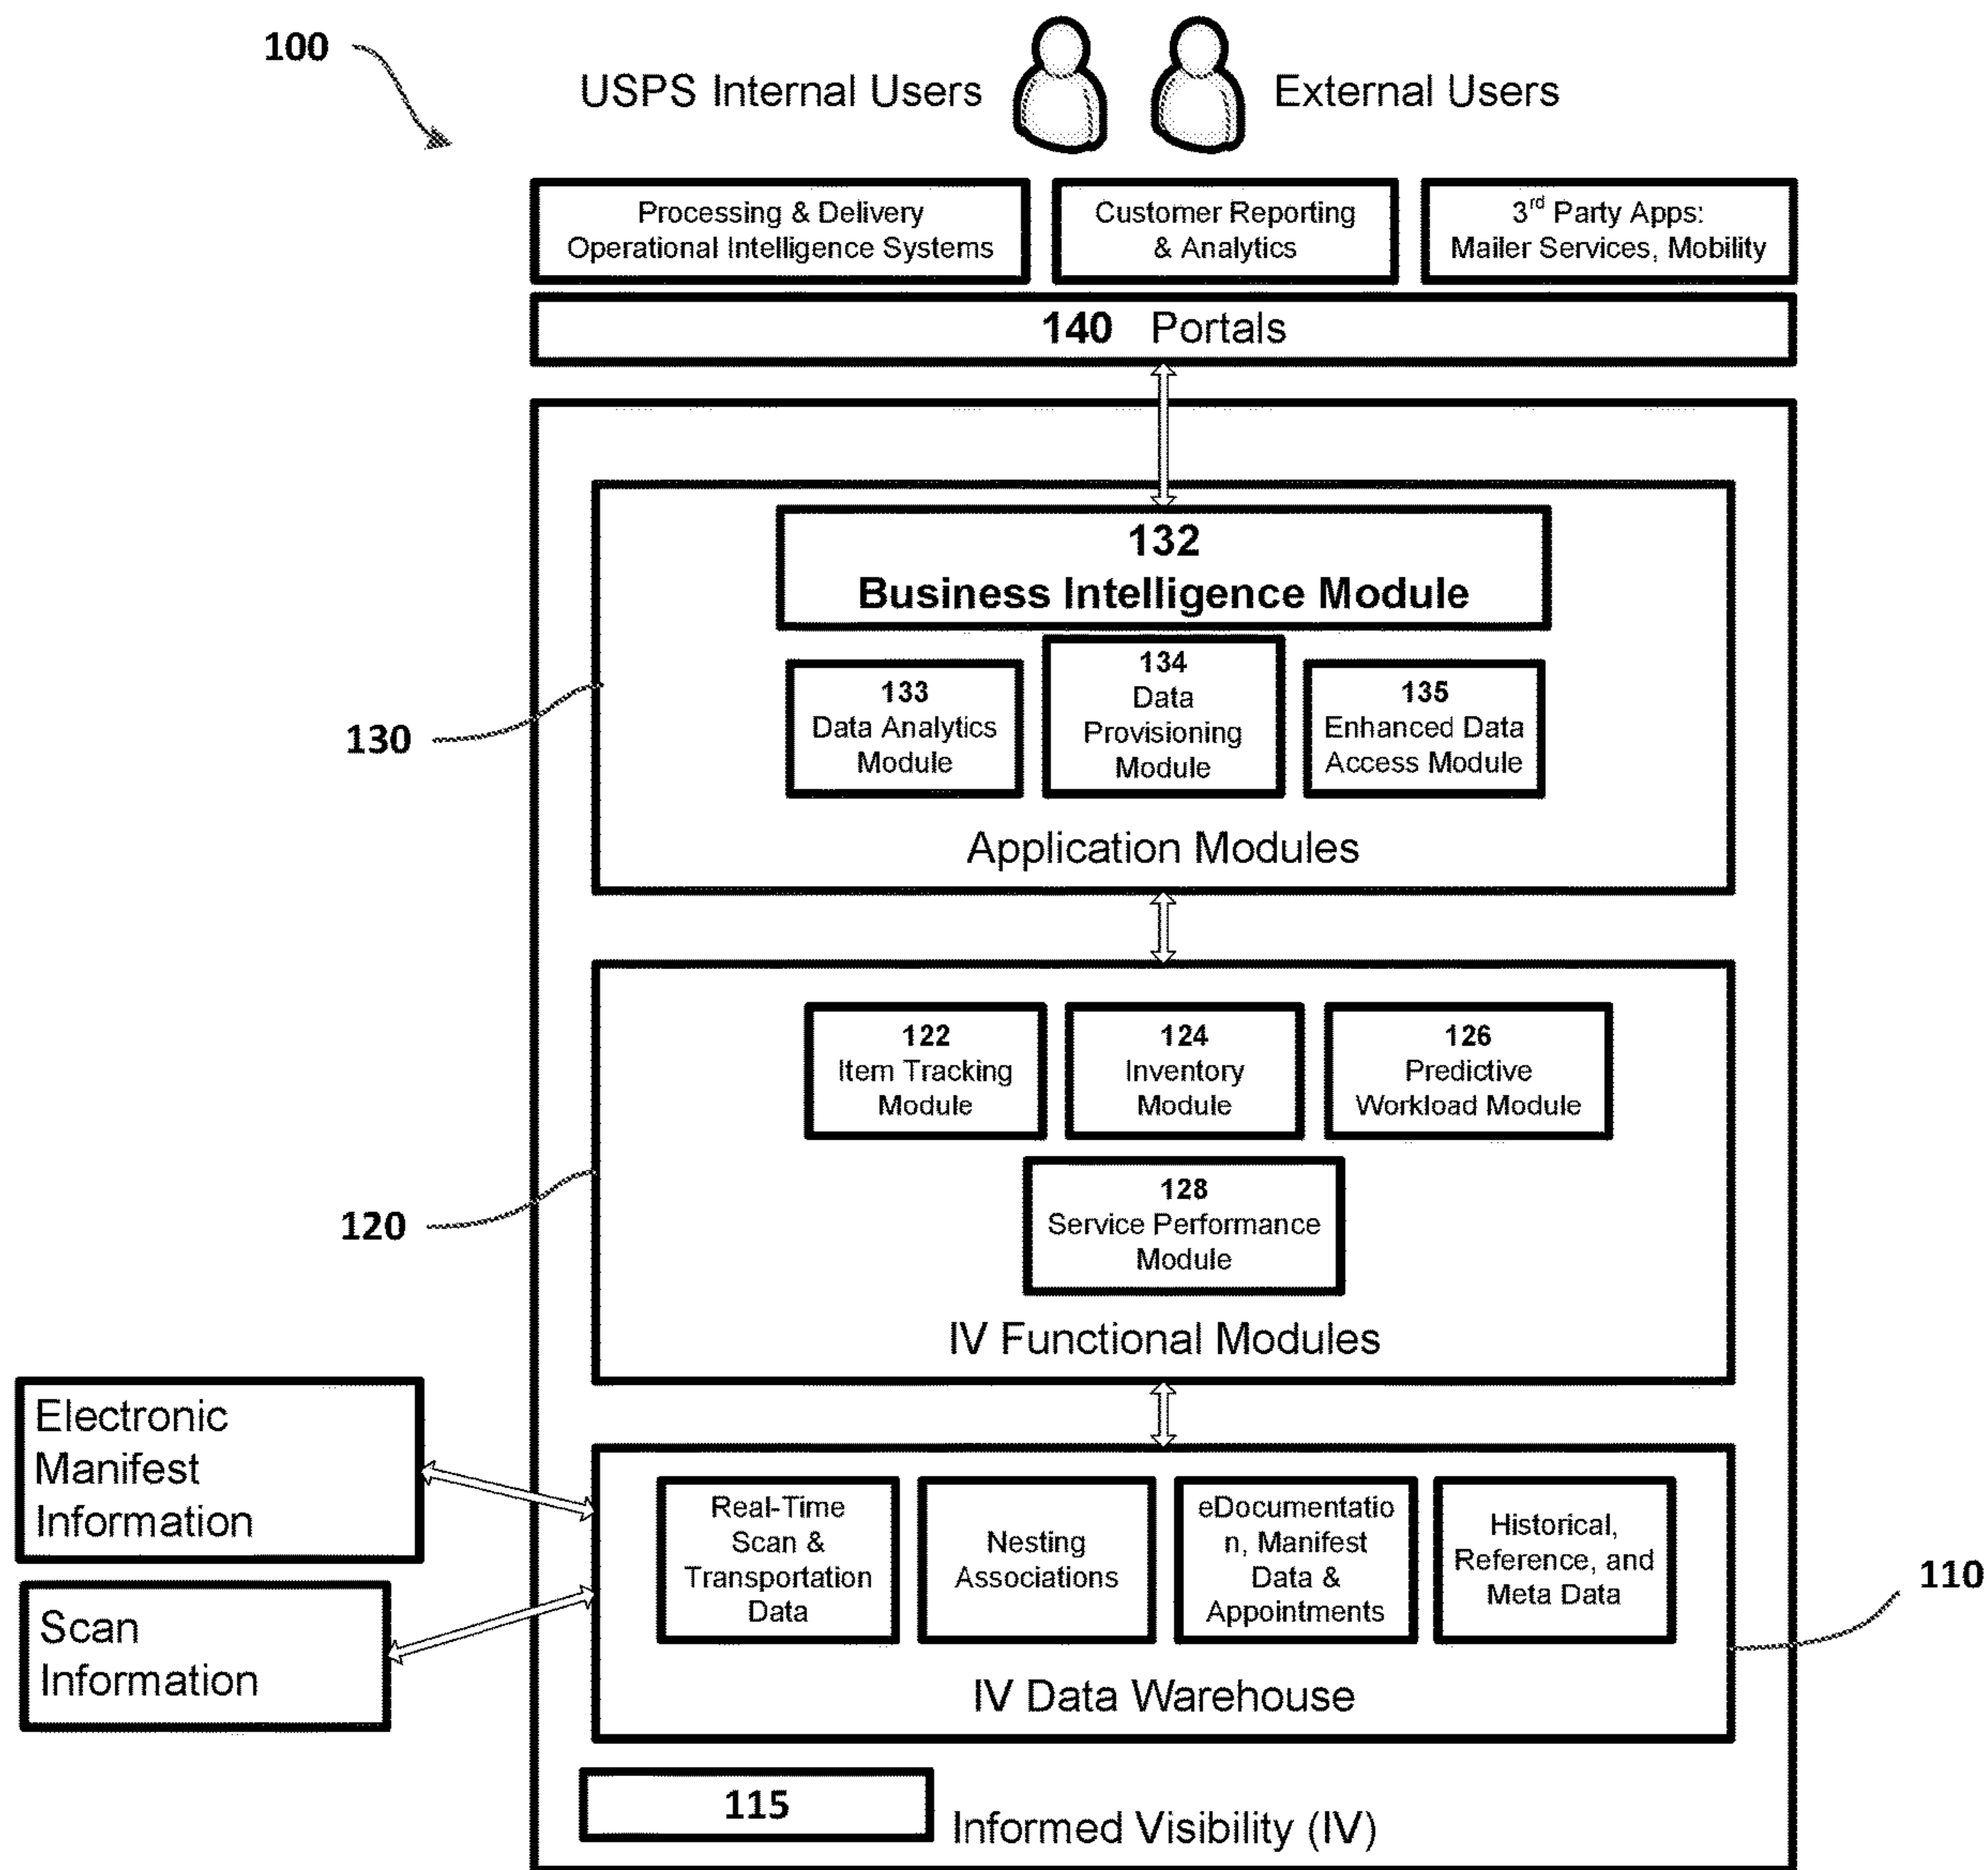 100
USPS Internal Users
External Users
Processing & Delivery
Operational Intelligence Systems
Customer Reporting
& Analytics
3rd Party Apps:
Mailer Services, Mobility
140 Portals
132
Business Intelligence Module
133
Data Analytics
Module
134
Data
Provisioning
Module
135
Enhanced Data
Access Module
130
Application Modules
122
Item Tracking
Module
124
Inventory
Module
126
Predictive
Workload Module
128
Service Performance
Module
120
IV Functional Modules
Electronic
Manifest
Information
Scan
Information
Real-Time
Scan &
Transportation
Data
Nesting
Associations
eDocumentatio
n, Manifest
Data &
Appointments
Historical,
Reference, and
Meta Data
110
IV Data Warehouse
115
Informed Visibility (IV)